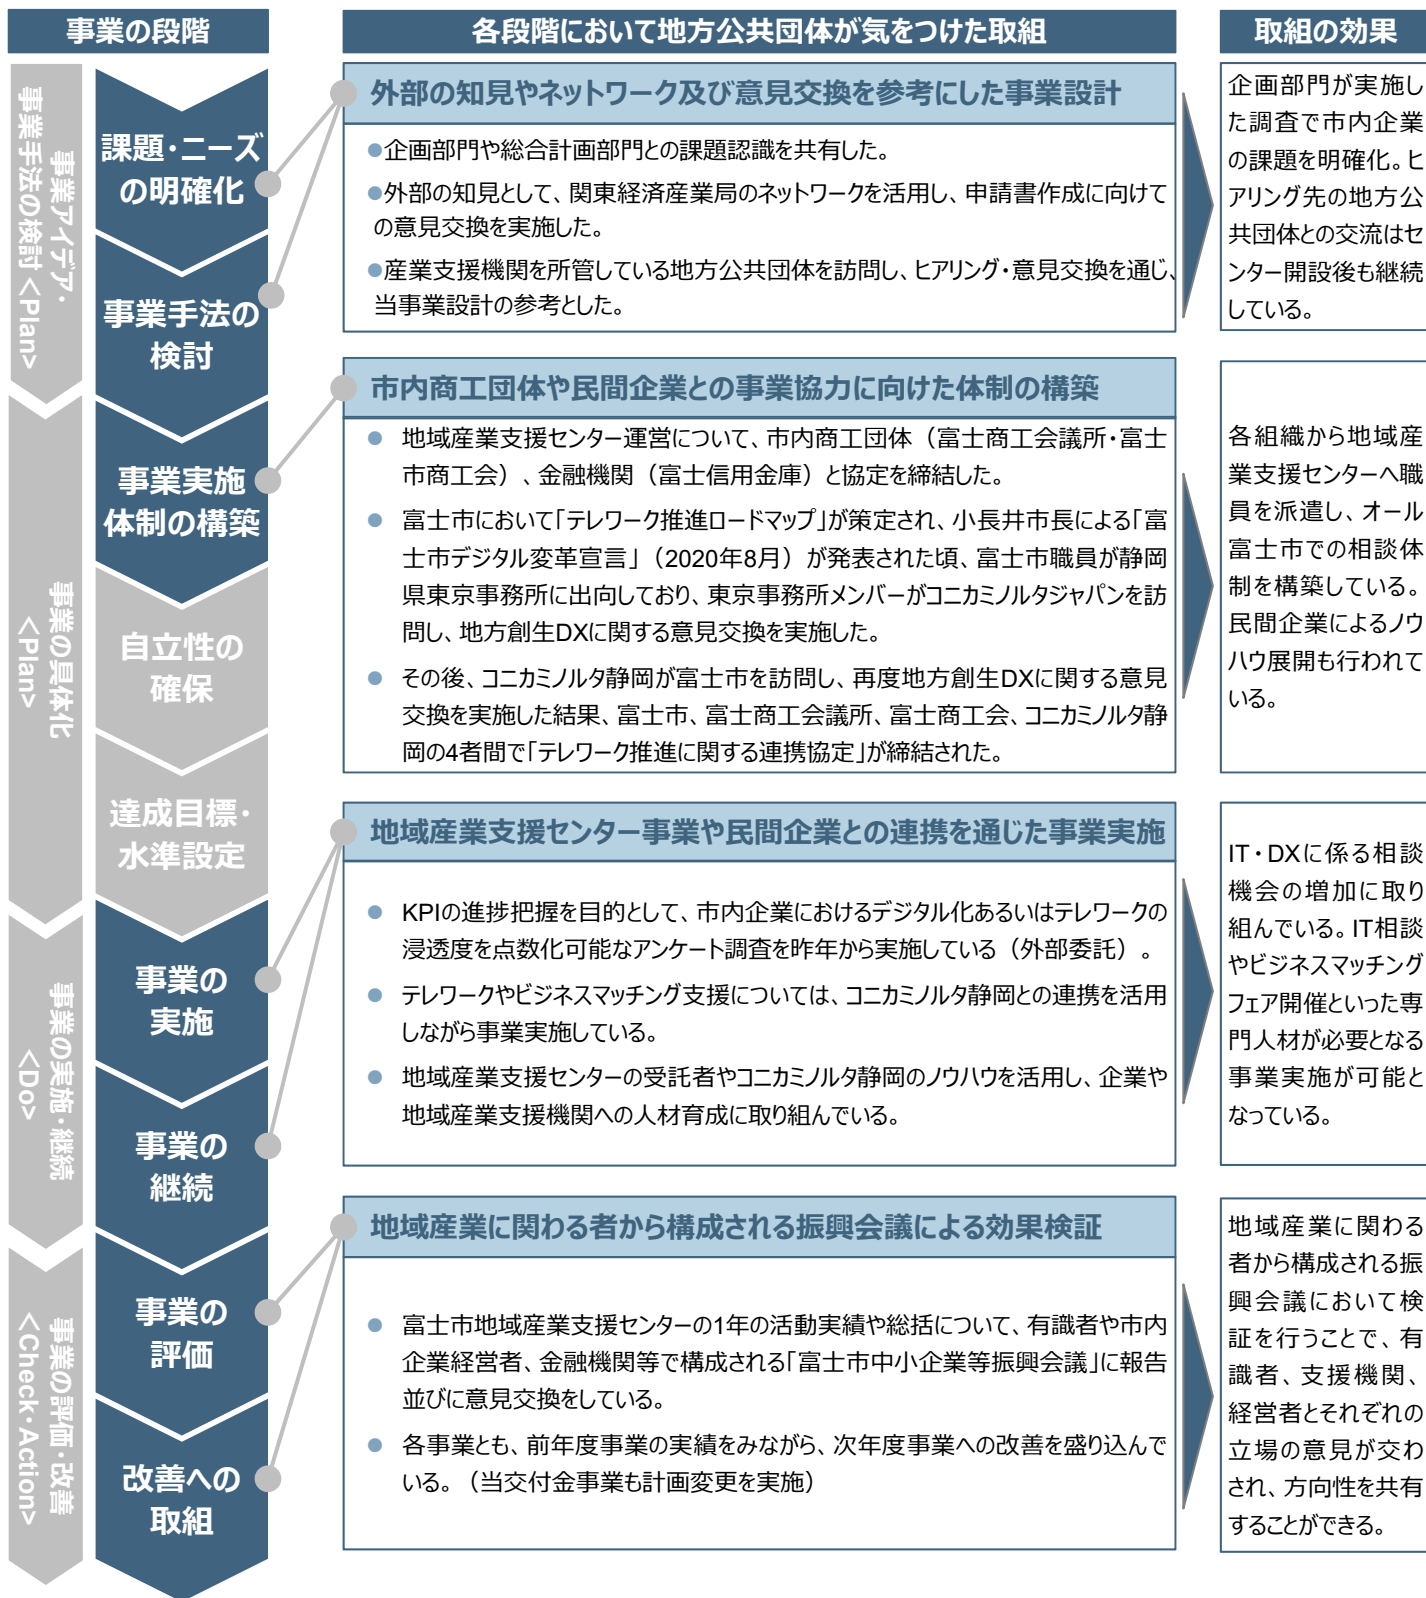 事業の段階
各段階において地方公共団体が気をつけた取組
取組の効果
事業アイデア・
事業手法の検討 <Plan>
課題・ニーズ
の明確化
事業手法の
検討
外部の知見やネットワーク及び意見交換を参考にした事業設計
●企画部門や総合計画部門との課題認識を共有した。
●外部の知見として、関東経済産業局のネットワークを活用し、申請書作成に向けて
の意見交換を実施した。
●産業支援機関を所管している地方公共団体を訪問し、ヒアリング・意見交換を通じ、
当事業設計の参考とした。
企画部門が実施し
た調査で市内企業
の課題を明確化。ヒ
アリング先の地方公
共団体との交流はセ
ンター開設後も継続
している。
事業の具体化
<Plan>
事業実施
体制の構築
自立性の
確保
達成目標・
水準設定
市内商工団体や民間企業との事業協力に向けた体制の構築
● 地域産業支援センター運営について、市内商工団体（富士商工会議所・富士
市商工会）、金融機関（富士信用金庫）と協定を締結した。
● 富士市において「テレワーク推進ロードマップ」が策定され、小長井市長による「富
士市デジタル変革宣言」（2020年8月）が発表された頃、富士市職員が静岡
県東京事務所に出向しており、東京事務所メンバーがコニカミノルタジャパンを訪
問し、地方創生DXに関する意見交換を実施した。
● その後、コニカミノルタ静岡が富士市を訪問し、再度地方創生DXに関する意見
交換を実施した結果、富士市、富士商工会議所、富士商工会、コニカミノルタ静
岡の4者間で「テレワーク推進に関する連携協定」が締結された。
各組織から地域産
業支援センターへ職
員を派遣し、オール
富士市での相談体
制を構築している。
民間企業によるノウ
ハウ展開も行われて
いる。
事業の実施・継続
<Do>
事業の
実施
事業の
継続
地域産業支援センター事業や民間企業との連携を通じた事業実施
● KPIの進捗把握を目的として、市内企業におけるデジタル化あるいはテレワークの
浸透度を点数化可能なアンケート調査を昨年から実施している（外部委託）。
● テレワークやビジネスマッチング支援については、コニカミノルタ静岡との連携を活用
しながら事業実施している。
● 地域産業支援センターの受託者やコニカミノルタ静岡のノウハウを活用し、企業や
地域産業支援機関への人材育成に取り組んでいる。
IT・DXに係る相談
機会の増加に取り
組んでいる。IT相談
やビジネスマッチング
フェア開催といった専
門人材が必要となる
事業実施が可能と
なっている。
事業の評価・改善
<Check・Action>
事業の
評価
改善への
取組
地域産業に関わる者から構成される振興会議による効果検証
● 富士市地域産業支援センターの1年の活動実績や総括について、有識者や市内
企業経営者、金融機関等で構成される「富士市中小企業等振興会議」に報告
並びに意見交換をしている。
● 各事業とも、前年度事業の実績をみながら、次年度事業への改善を盛り込んで
いる。（当交付金事業も計画変更を実施）
地域産業に関わる
者から構成される振
興会議において検
証を行うことで、有
識者、支援機関、
経営者とそれぞれの
立場の意見が交わ
され、方向性を共有
することができる。